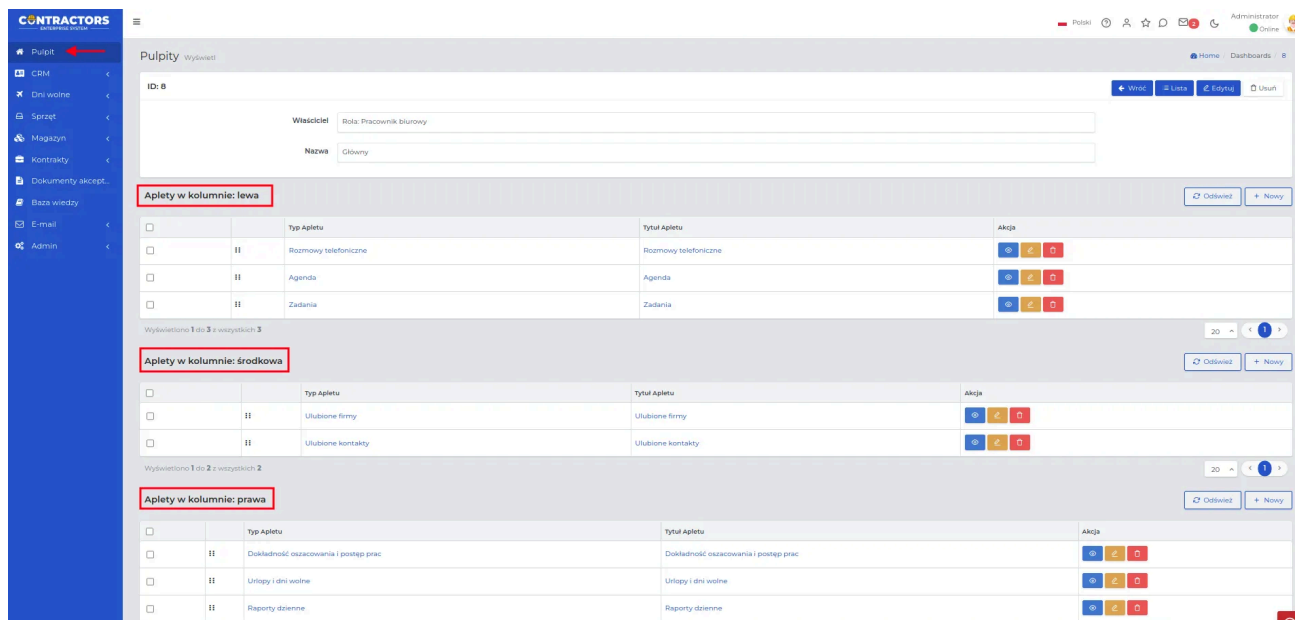 CONTRACTORS
ENTERPRISE SYSTEM
Polski
2
Administrator
Online
Pulpit
CRM
Dni wolne
Sprzęt
Magazyn
Kontrakty
Dokumenty akcept...
Baza wiedzy
E-mail
Admin
Pulpity Wyświetl
Home / Dashboards / 8
ID: 8
Wróć Lista Edytuj Usuń
Właściciel Rola: Pracownik biurowy
Nazwa Główny
Aplety w kolumnie: lewa
Odśwież + Nowy
Typ Apletu Tytuł Apletu Akcja
Rozmowy telefoniczne Rozmowy telefoniczne
Agenda Agenda
Zadania Zadania
Wyświetlono 1 do 3 z wszystkich 3
20 1
Aplety w kolumnie: środkowa
Odśwież + Nowy
Typ Apletu Tytuł Apletu Akcja
Ulubione firmy Ulubione firmy
Ulubione kontakty Ulubione kontakty
Wyświetlono 1 do 2 z wszystkich 2
20 1
Aplety w kolumnie: prawa
Odśwież + Nowy
Typ Apletu Tytuł Apletu Akcja
Dokładność oszacowania i postęp prac Dokładność oszacowania i postęp prac
Urlopy i dni wolne Urlopy i dni wolne
Raporty dzienne Raporty dzienne